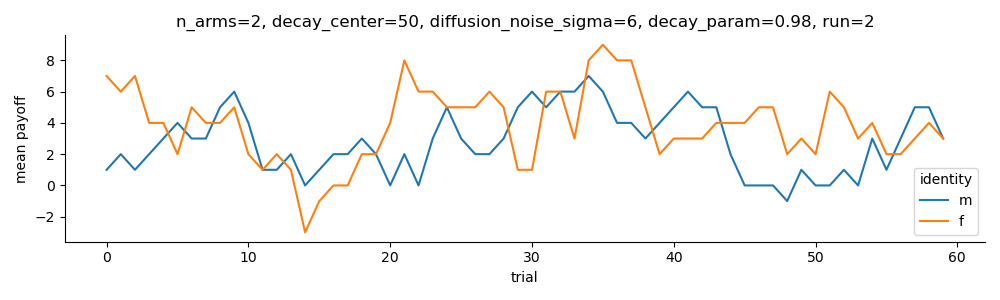 n_arms=2, decay_center=50, diffusion_noise_sigma=6, decay_param=0.98, run=2
mean payoff
8
6
4
2
0
−2
identity
m
f
0
10
20
30
40
50
60
trial